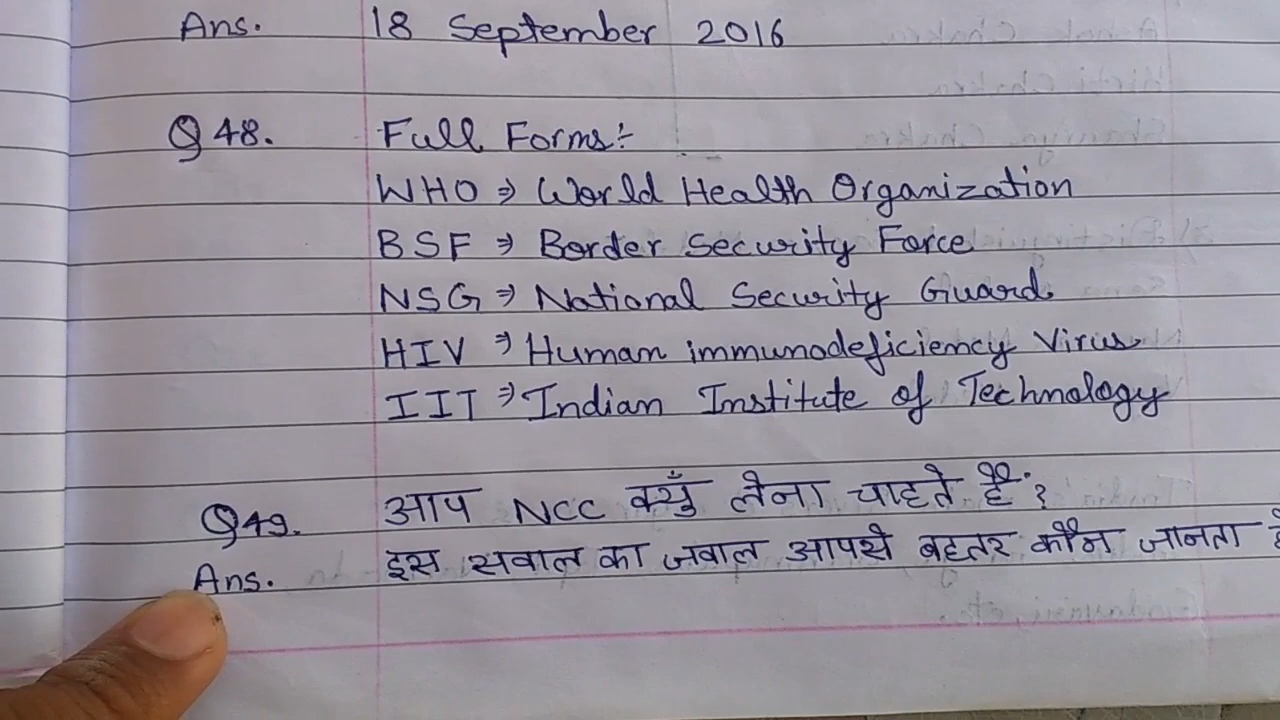 Ans. 18 September 2016
Q 48. Full Forms:-
WHO ⇒ World Health Organization
BSF ⇒ Border Security Force
NSG ⇒ National Security Guard
HIV ⇒ Human immunodeficiency Virus
IIT ⇒ Indian Institute of Technology
Q49. आप NCC क्युँ लेना चाहते हैं?
Ans. इस सवाल का जवाल आपसे बहतर कौन जानता है